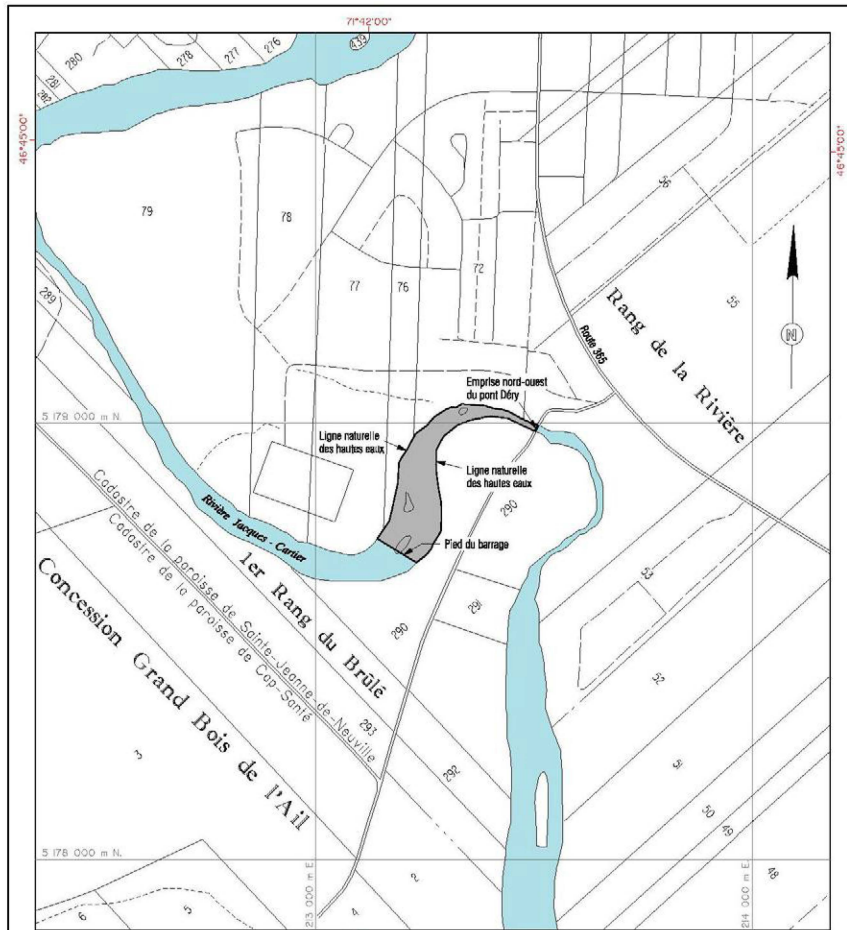 71°42'00"
439
276
277
278
280
281
282
46°45'00"
46°45'00"
56
79
78
77
76
72
55
289
N
Rang de la Rivière
Route 365
Emprise nord-ouest
du pont Déry
5 179 000 m N.
Ligne naturelle
des hautes eaux
Ligne naturelle
des hautes eaux
Rivière Jacques - Cartier
290
Pied du barrage
Cadastre de la paroisse de Sainte-Jeanne-de-Neuville
Cadastre de la paroisse de Cap-Santé
1er Rang du Brûlé
Concession Grand Bois de l'Ail
53
291
290
52
293
292
51
3
50
49
5 178 000 m N.
48
2
213 000 m E.
214 000 m E.
6
5
4